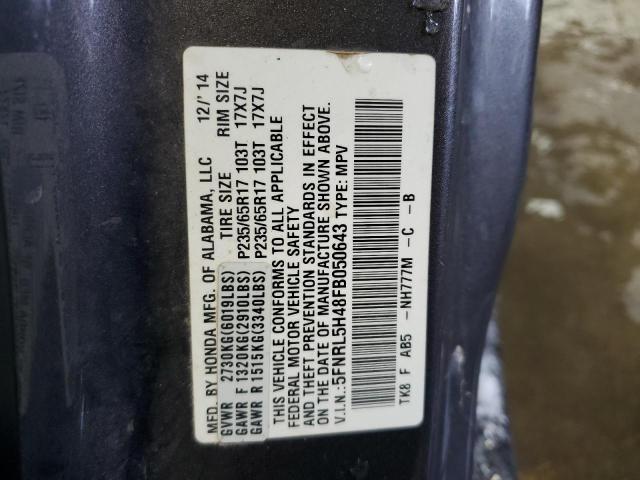 MFD. BY HONDA MFG. OF ALABAMA, LLC 12/'14
GVWR 2730KG(6019LBS) TIRE SIZE RIM SIZE
GAWR F 1320KG(2910LBS) P235/65R17 103T 17X7J
GAWR R 1515KG(3340LBS) P235/65R17 103T 17X7J
THIS VEHICLE CONFORMS TO ALL APPLICABLE
FEDERAL MOTOR VEHICLE SAFETY
AND THEFT PREVENTION STANDARDS IN EFFECT
ON THE DATE OF MANUFACTURE SHOWN ABOVE.
V.I.N.:5FNRL5H48FB050643 TYPE: MPV
TK8 F AB5 -NH777M -C -B